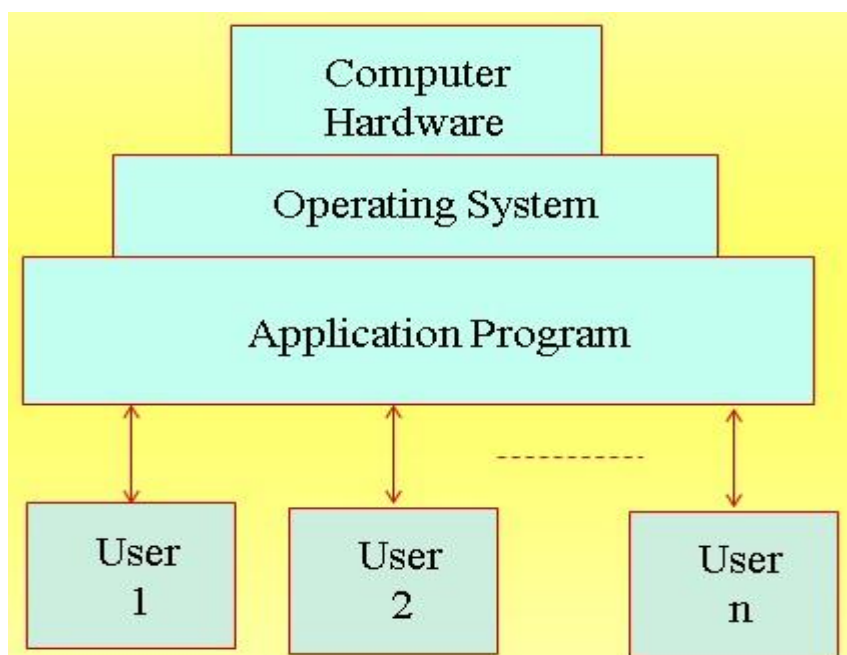 Computer
Hardware
Operating System
Application Program
User
1
User
2
User
n